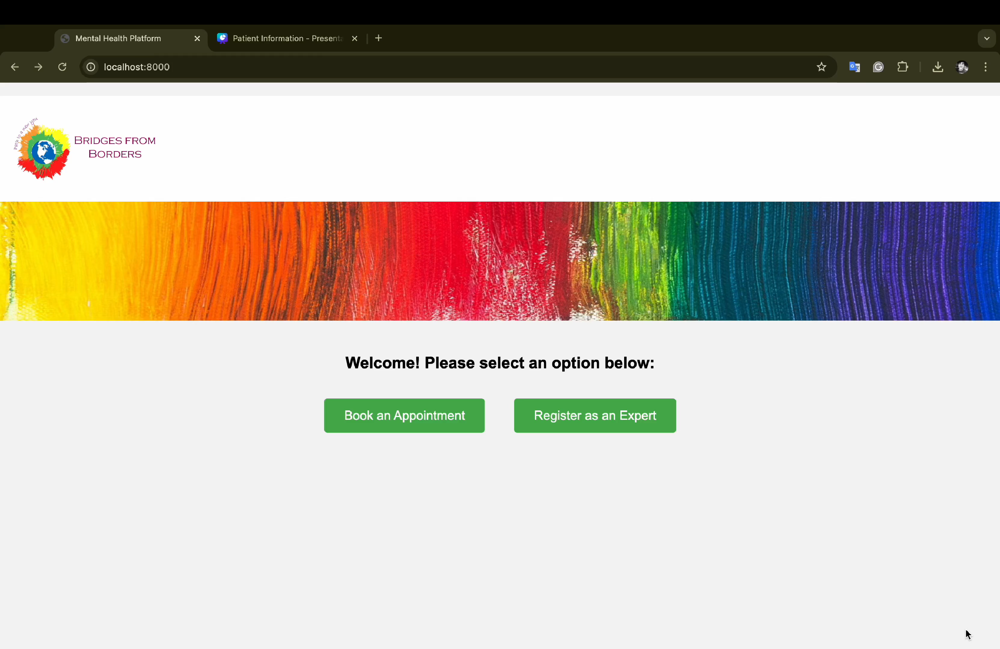 Mental Health Platform
Patient Information - Presenta
localhost:8000
Path to a new you
BRIDGES FROM
BORDERS
Welcome! Please select an option below:
Book an Appointment
Register as an Expert